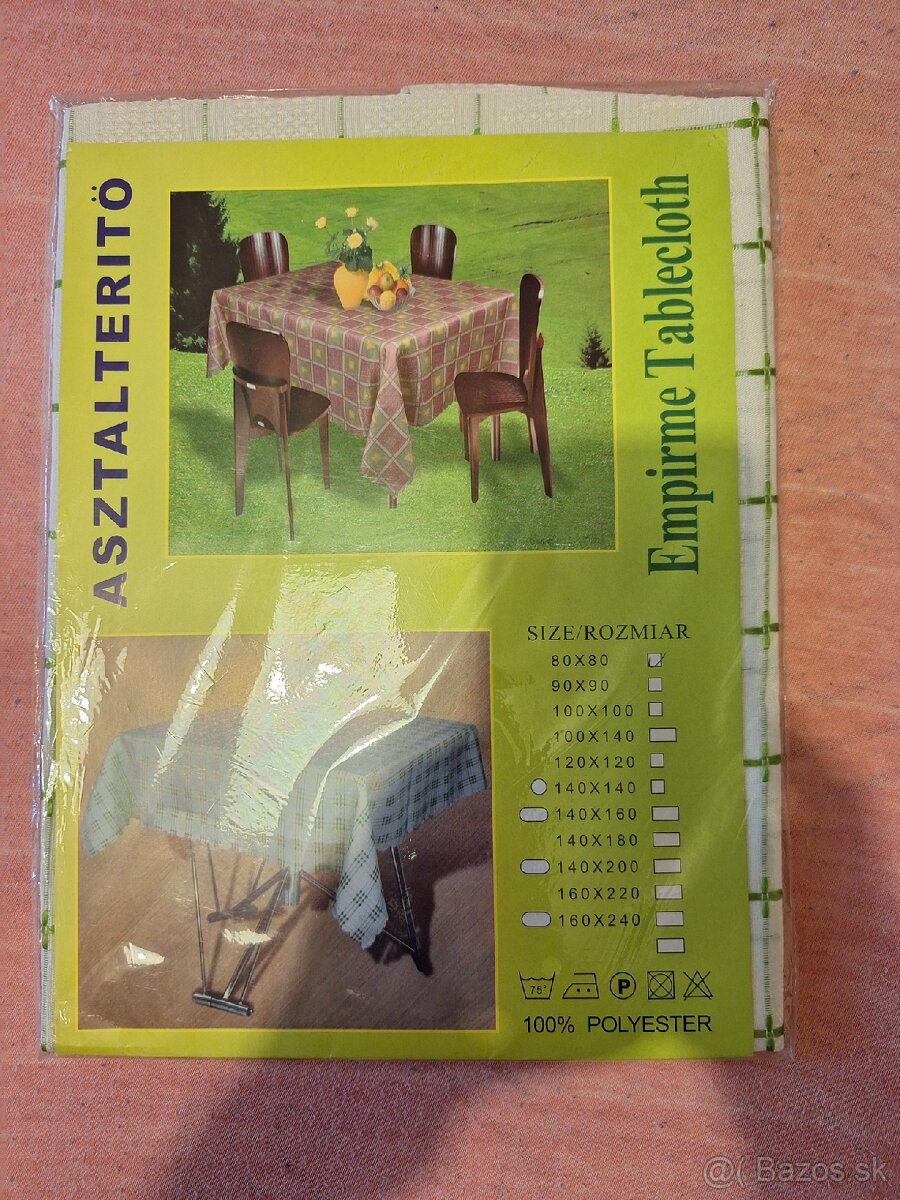 ASZTALTERITÖ
Empirme Tablecloth
SIZE/ROZMIAR
80X80
90X90
100X100
100X140
120X120
140X140
140X160
140X180
140X200
160X220
160X240
76°
P
100% POLYESTER
@( Bazos.sk